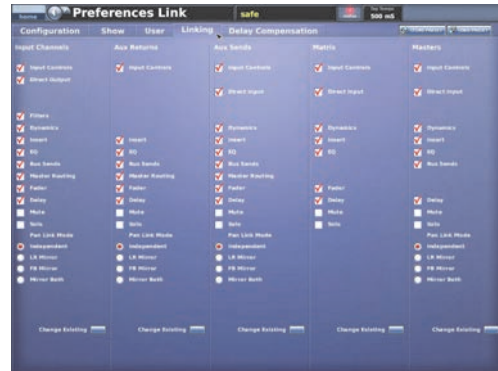 home Preferences Link safe Tap Tempo 500 mS
Configuration Show User Linking Delay Compensation
Input Channels Aux Returns Aux Sends Matrix Masters
Input Controls Input Controls Input Controls Input Controls Input Controls
Direct Output
Direct Input Direct Input Direct Input
Filters
Dynamics Dynamics Dynamics Dynamics
Insert Insert Insert Insert Insert
EQ EQ EQ EQ EQ
Bus Sends Bus Sends Bus Sends Bus Sends
Master Routing Master Routing Master Routing
Fader Fader Fader Fader
Delay Delay Delay Delay Delay
Mute Mute Mute Mute Mute
Solo Solo Solo Solo Solo
Pan Link Mode Pan Link Mode Pan Link Mode Pan Link Mode
Independent Independent Independent Independent
LR Mirror LR Mirror LR Mirror LR Mirror
FB Mirror FB Mirror FB Mirror FB Mirror
Mirror Both Mirror Both Mirror Both Mirror Both
Change Existing Change Existing Change Existing Change Existing Change Existing